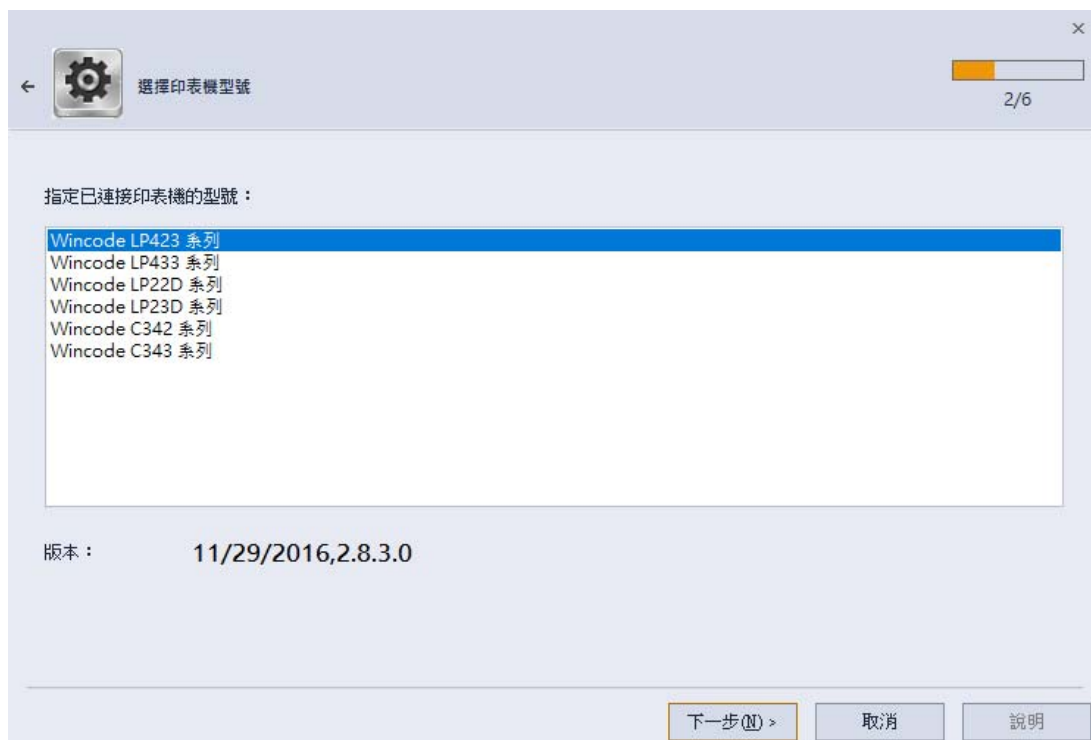 選擇印表機型號
2/6
指定已連接印表機的型號：
Wincode LP423 系列
Wincode LP433 系列
Wincode LP22D 系列
Wincode LP23D 系列
Wincode C342 系列
Wincode C343 系列
版本： 11/29/2016,2.8.3.0
下一步(N) > 取消 說明